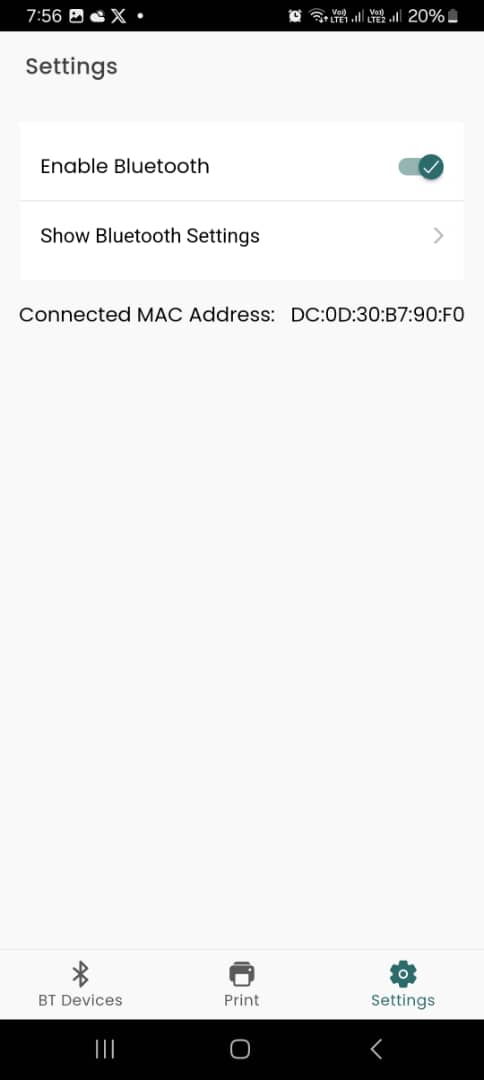 7:56 X Vo) LTE1 Vo) LTE2 20%
Settings
Enable Bluetooth
Show Bluetooth Settings
Connected MAC Address: DC:0D:30:B7:90:F0
BT Devices Print Settings